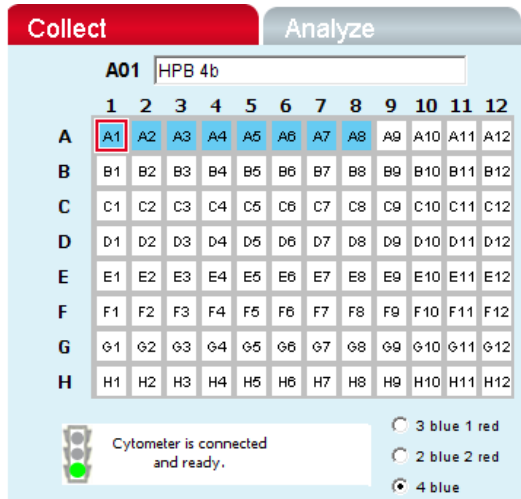 Collect Analyze
A01 HPB 4b
1 2 3 4 5 6 7 8 9 10 11 12
A A1 A2 A3 A4 A5 A6 A7 A8 A9 A10 A11 A12
B B1 B2 B3 B4 B5 B6 B7 B8 B9 B10 B11 B12
C C1 C2 C3 C4 C5 C6 C7 C8 C9 C10 C11 C12
D D1 D2 D3 D4 D5 D6 D7 D8 D9 D10 D11 D12
E E1 E2 E3 E4 E5 E6 E7 E8 E9 E10 E11 E12
F F1 F2 F3 F4 F5 F6 F7 F8 F9 F10 F11 F12
G G1 G2 G3 G4 G5 G6 G7 G8 G9 G10 G11 G12
H H1 H2 H3 H4 H5 H6 H7 H8 H9 H10 H11 H12
Cytometer is connected
and ready.
3 blue 1 red
2 blue 2 red
4 blue